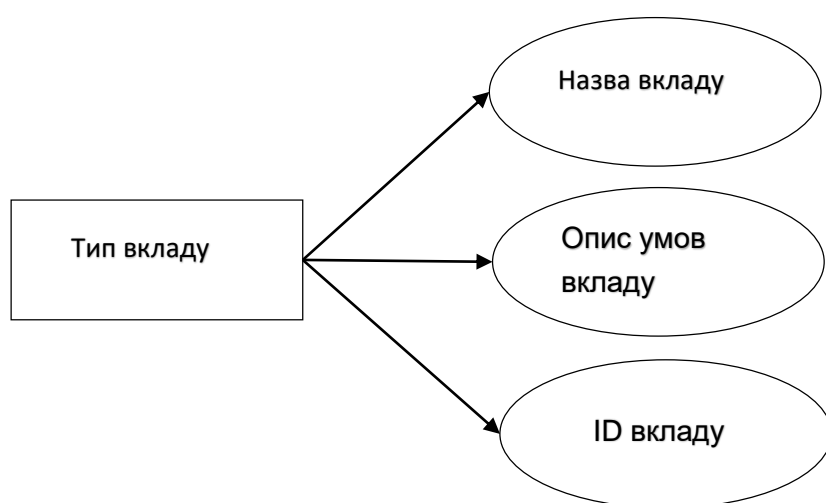 Назва вкладу
Тип вкладу
Опис умов
вкладу
ID вкладу